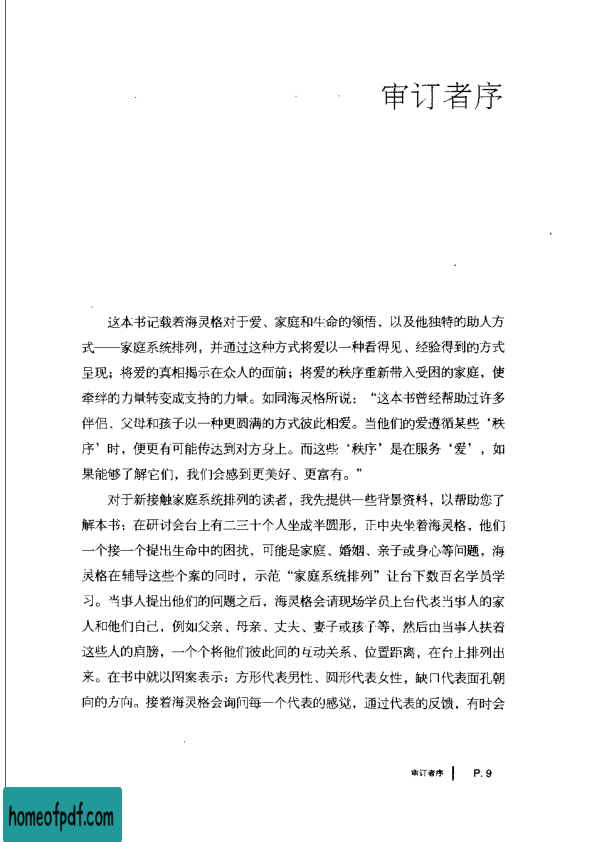 审订者序
这本书记载着海灵格对于爱、家庭和生命的领悟，以及他独特的助人方
式——家庭系统排列，并通过这种方式将爱以一种看得见、经验得到的方式
呈现；将爱的真相揭示在众人的面前；将爱的秩序重新带入受困的家庭，使
牵绊的力量转变成支持的力量。如同海灵格所说：“这本书曾经帮助过许多
伴侣、父母和孩子以一种更圆满的方式彼此相爱。当他们的爱遵循某些‘秩
序’时，便更有可能传达到对方身上。而这些‘秩序’是在服务‘爱’，如
果能够了解它们，我们会感到更美好、更富有。”
对于新接触家庭系统排列的读者，我先提供一些背景资料，以帮助您了
解本书：在研讨会台上有二三十个人坐成半圆形，正中央坐着海灵格，他们
一个接一个提出生命中的困扰，可能是家庭、婚姻、亲子或身心等问题，海
灵格在辅导这些个案的同时，示范“家庭系统排列”让台下数百名学员学
习。当事人提出他们的问题之后，海灵格会请现场学员上台代表当事人的家
人和他们自己，例如父亲、母亲、丈夫、妻子或孩子等，然后由当事人扶着
这些人的肩膀，一个个将他们彼此间的互动关系、位置距离，在台上排列出
来。在书中就以图案表示：方形代表男性、圆形代表女性，缺口代表面孔朝
向的方向。接着海灵格会询问每一个代表的感觉，通过代表的反馈，有时会
审订者序 | P. 9
homeofpdf.com